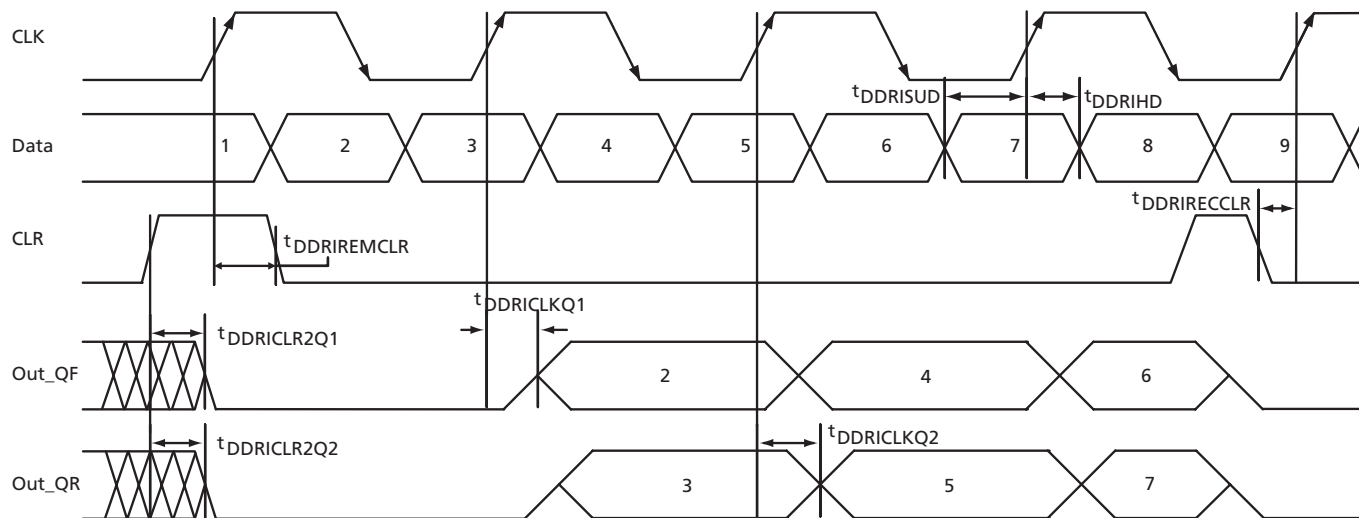 CLK
tDDRISUD
tDDRIHD
Data
1 2 3 4 5 6 7 8 9
tDDRIRECCLR
CLR
tDDRIREMCLR
tDDRICLKQ1
tDDRICLR2Q1
Out_QF
2 4 6
tDDRICLR2Q2
tDDRICLKQ2
Out_QR
3 5 7